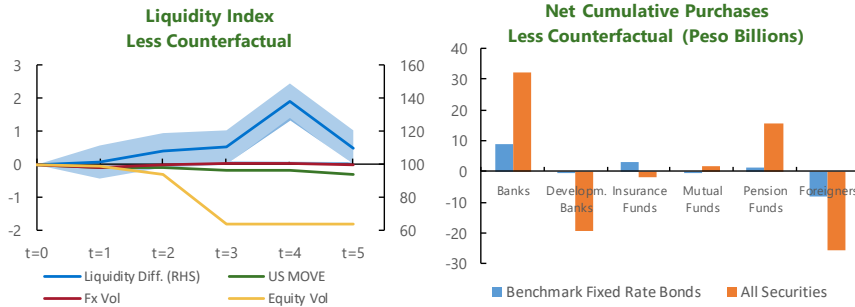 Liquidity Index
Less Counterfactual
3
2
1
0
-1
-2
160
140
120
100
80
60
t=0 t=1 t=2 t=3 t=4 t=5
Liquidity Diff. (RHS) US MOVE
Fx Vol Equity Vol
Net Cumulative Purchases
Less Counterfactual (Peso Billions)
40
30
20
10
0
-10
-20
-30
Banks Developm. Insurance Mutual Pension Foreigners
Banks Funds Funds Funds
Benchmark Fixed Rate Bonds All Securities